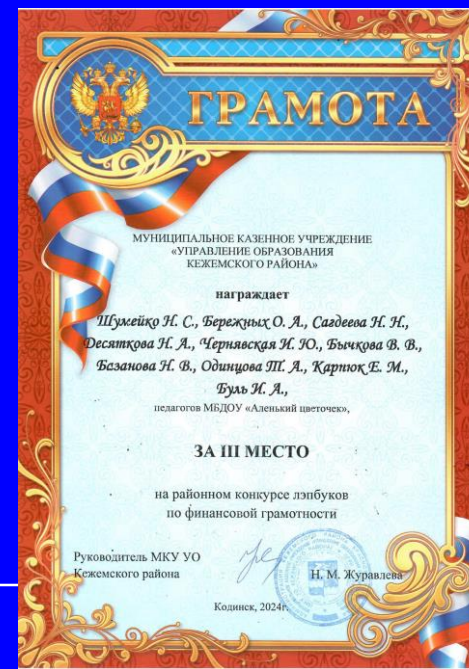 ГРАМОТА
МУНИЦИПАЛЬНОЕ КАЗЕННОЕ УЧРЕЖДЕНИЕ
«УПРАВЛЕНИЕ ОБРАЗОВАНИЯ
КЕЖЕМСКОГО РАЙОНА»
награждает
Шумейко Н. С., Бережных О. А., Сагдеева Н. Н.,
Десяткова Н. А., Чернявская И. Ю., Бычкова В. В.,
Базанова Н. В., Одинцова Т. А., Карпюк Е. М.,
Буль И. А.,
педагогов МБДОУ «Аленький цветочек»,
ЗА III МЕСТО
на районном конкурсе лэпбуков
по финансовой грамотности
Руководитель МКУ УО
Кежемского района
Н. М. Журавлева
Кодинск, 2024г.